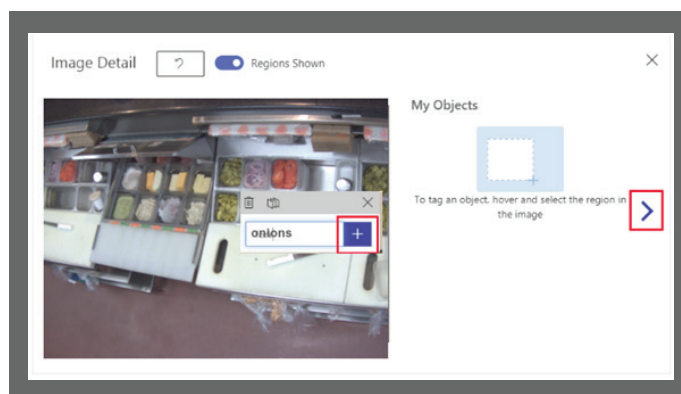 Image Detail
Regions Shown
My Objects
To tag an object, hover and select the region in
the image
onions